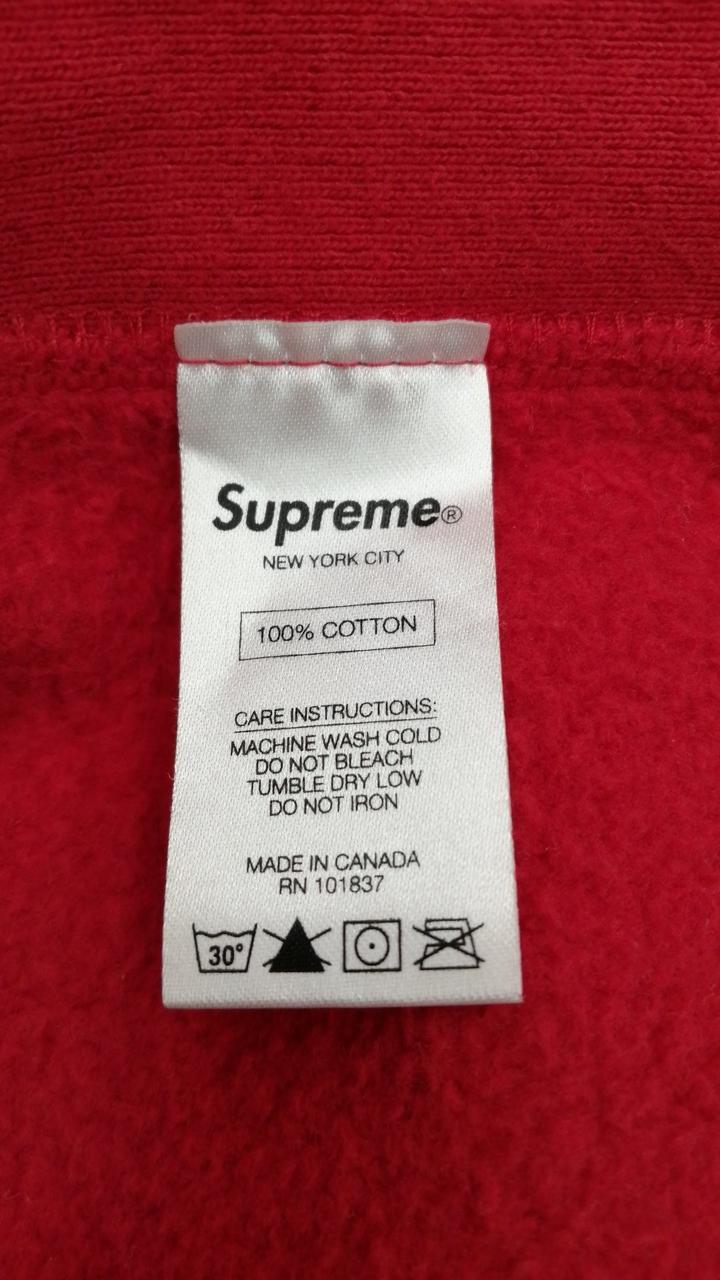 Supreme®
NEW YORK CITY
100% COTTON
CARE INSTRUCTIONS:
MACHINE WASH COLD
DO NOT BLEACH
TUMBLE DRY LOW
DO NOT IRON
MADE IN CANADA
RN 101837
30°